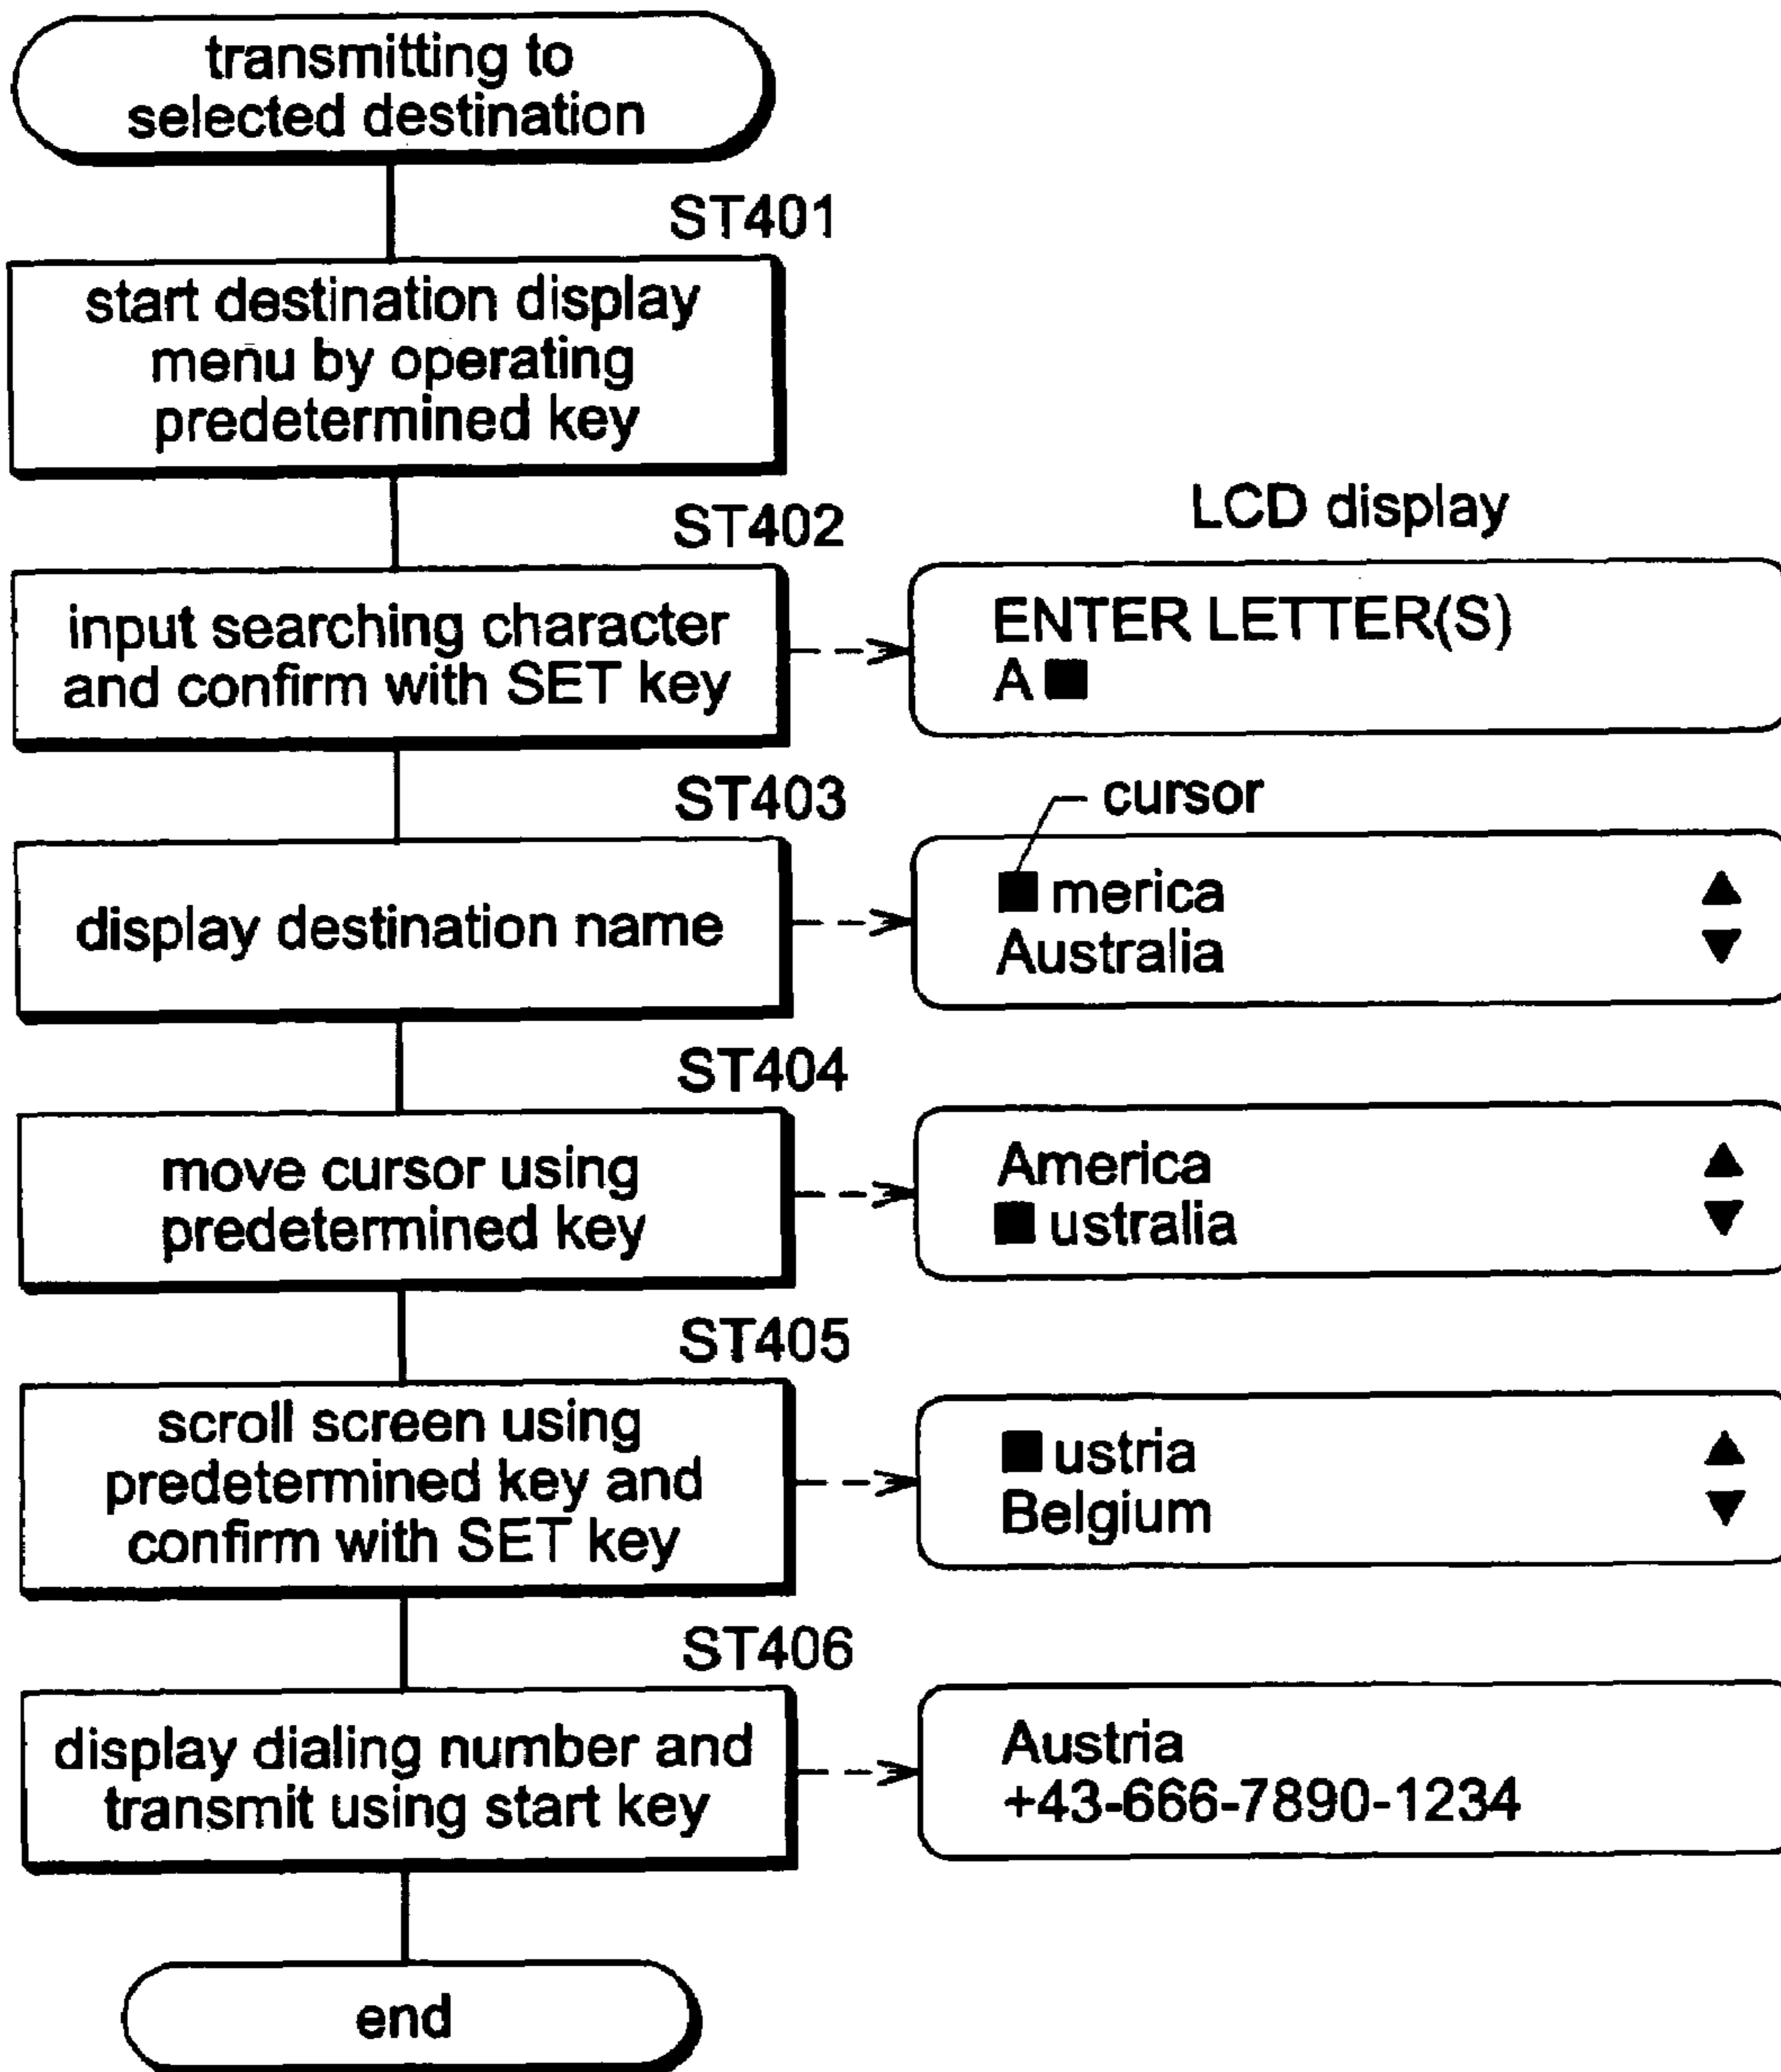 transmitting to
selected destination
ST401
start destination display
menu by operating
predetermined key
ST402
LCD display
input searching character
and confirm with SET key
ENTER LETTER(S)
A ■
ST403
cursor
display destination name
■ merica ▲
Australia ▼
ST404
move cursor using
predetermined key
America ▲
■ ustralia ▼
ST405
scroll screen using
predetermined key and
confirm with SET key
■ ustria ▲
Belgium ▼
ST406
display dialing number and
transmit using start key
Austria
+43-666-7890-1234
end